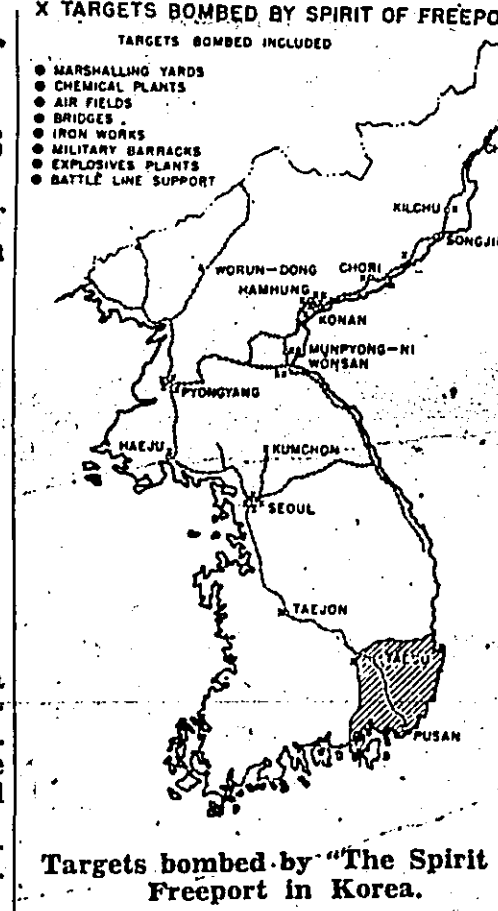 X TARGETS BOMBED BY SPIRIT OF FREEPO
TARGETS BOMBED INCLUDED
● MARSHALLING YARDS
● CHEMICAL PLANTS
● AIR FIELDS
● BRIDGES
● IRON WORKS
● MILITARY BARRACKS
● EXPLOSIVES PLANTS
● BATTLE LINE SUPPORT
CH
KILCHU
SONGJI
WORUN-DONG
CHORI
HAMHUNG
KONAN
MUNPYONG-NI
WONSAN
PYONGYANG
HAEJU
KUMCHON
SEOUL
TAEJON
TAEGU
PUSAN
Targets bombed by "The Spirit
Freeport in Korea.